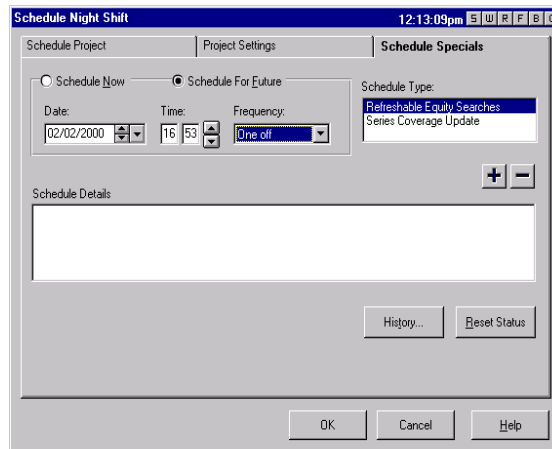 Schedule Night Shift 12:13:09pm S U R F B
Schedule Project Project Settings Schedule Specials
Schedule Now Schedule For Future
Schedule Type:
Date: Time: Frequency:
Refreshable Equity Searches
Series Coverage Update
02/02/2000 16 53 One off
Schedule Details
History... Reset Status
OK Cancel Help